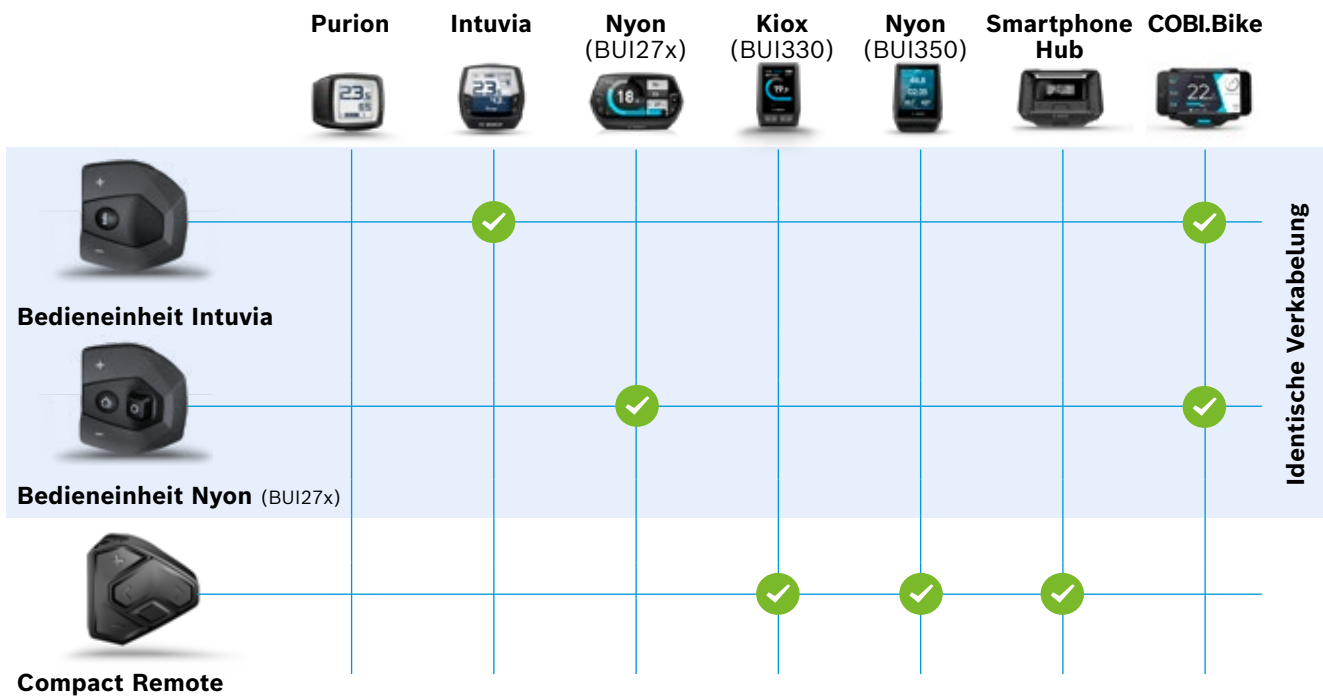 Purion
Intuvia
Nyon
(BUI27x)
Kiox
(BUI330)
Nyon
(BUI350)
Smartphone
Hub
COBI.Bike
Bedieneinheit Intuvia
Bedieneinheit Nyon (BUI27x)
Compact Remote
Identische Verkabelung